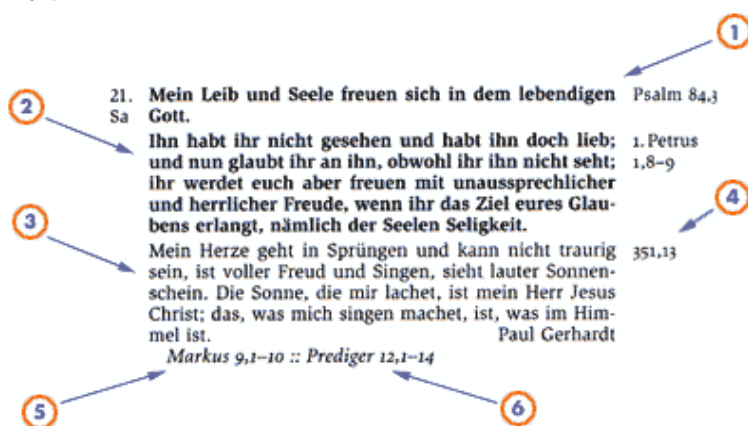 1
21. Mein Leib und Seele freuen sich in dem lebendigen Psalm 84,3
2
Sa Gott.
Ihn habt ihr nicht gesehen und habt ihn doch lieb; 1. Petrus
und nun glaubt ihr an ihn, obwohl ihr ihn nicht seht; 1,8–9
ihr werdet euch aber freuen mit unaussprechlicher
und herrlicher Freude, wenn ihr das Ziel eures Glau-
4
3
bens erlangt, nämlich der Seelen Seligkeit.
Mein Herze geht in Sprüngen und kann nicht traurig 351,13
sein, ist voller Freud und Singen, sieht lauter Sonnen-
schein. Die Sonne, die mir lachet, ist mein Herr Jesus
Christ; das, was mich singen machet, ist, was im Him-
mel ist. Paul Gerhardt
Markus 9,1–10 :: Prediger 12,1–14
5
6